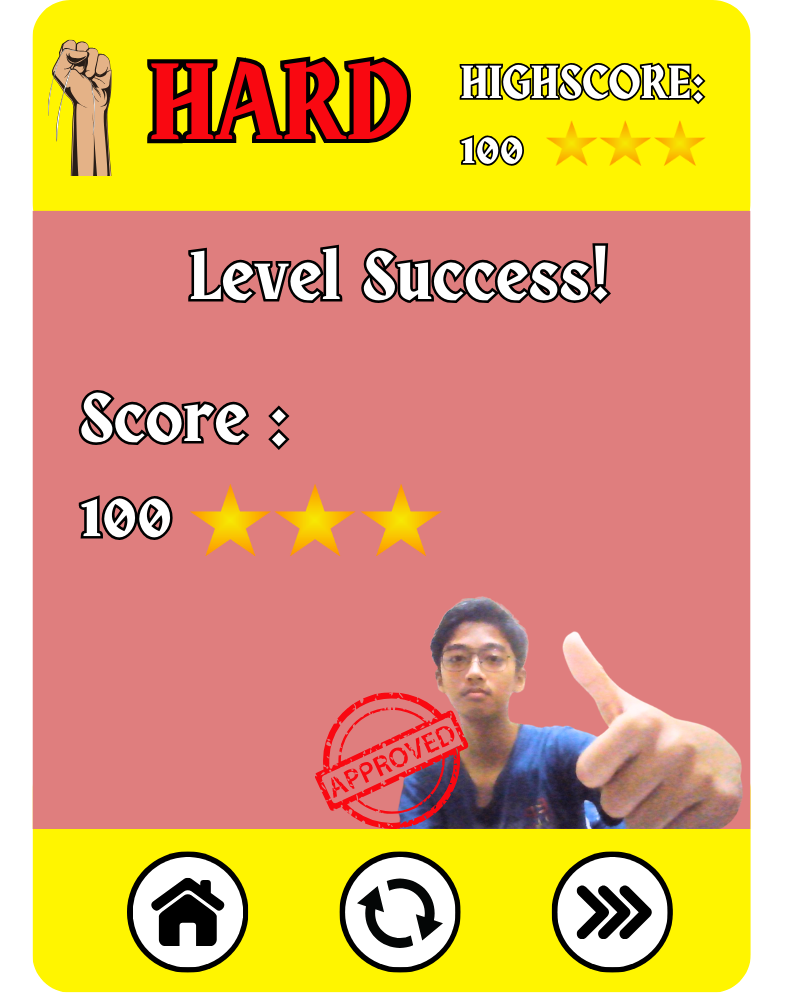 HARD
HIGHSCORE:
100
Level Success!
Score :
100
APPROVED